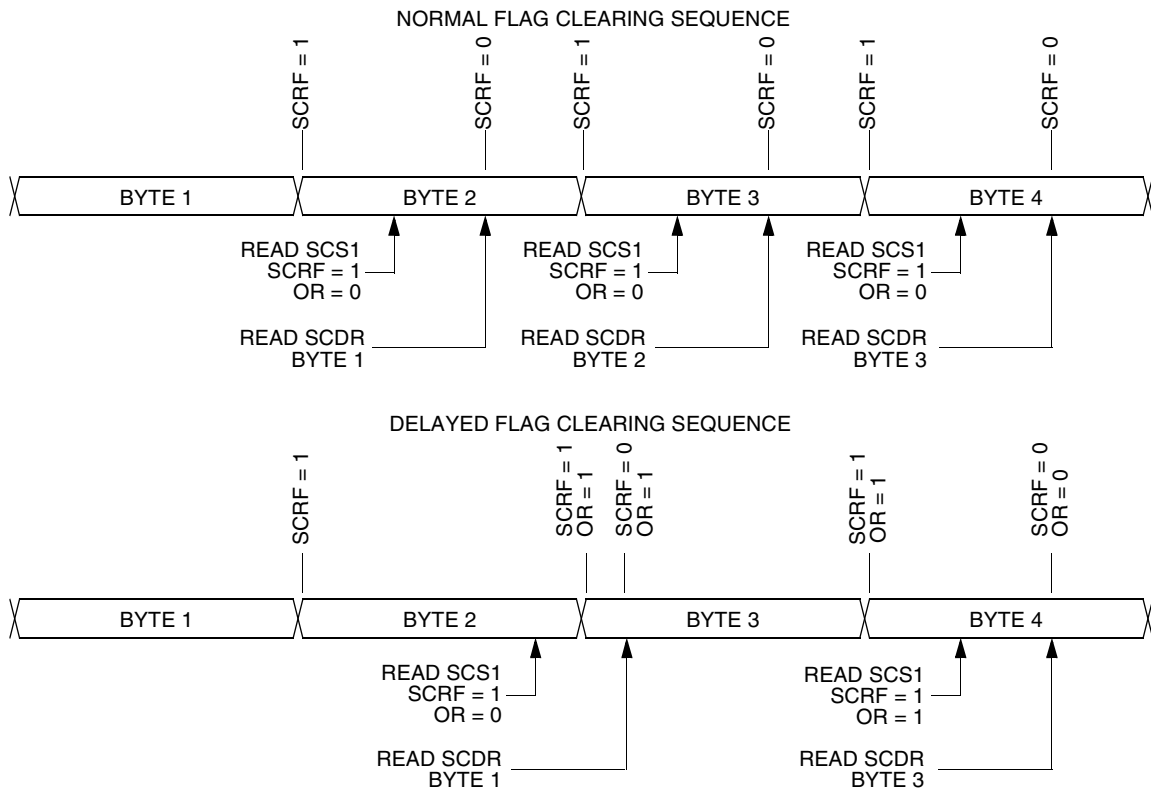 NORMAL FLAG CLEARING SEQUENCE
SCRF = 1
SCRF = 0
SCRF = 1
SCRF = 0
SCRF = 1
SCRF = 0
BYTE 1
BYTE 2
BYTE 3
BYTE 4
READ SCS1
SCRF = 1
OR = 0
READ SCS1
SCRF = 1
OR = 0
READ SCS1
SCRF = 1
OR = 0
READ SCDR
BYTE 1
READ SCDR
BYTE 2
READ SCDR
BYTE 3
DELAYED FLAG CLEARING SEQUENCE
SCRF = 1
SCRF = 1
OR = 1
SCRF = 0
OR = 1
SCRF = 1
OR = 1
SCRF = 0
OR = 0
BYTE 1
BYTE 2
BYTE 3
BYTE 4
READ SCS1
SCRF = 1
OR = 0
READ SCS1
SCRF = 1
OR = 1
READ SCDR
BYTE 1
READ SCDR
BYTE 3